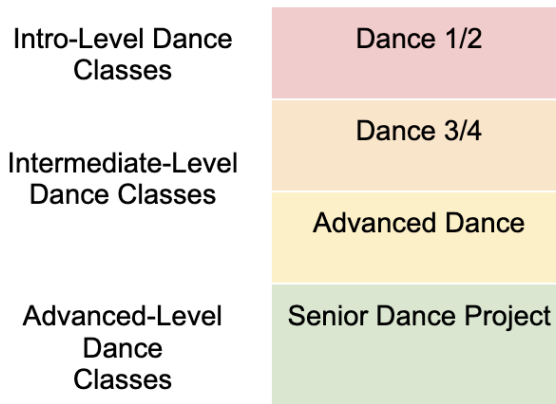 Intro-Level Dance
Classes
Dance 1/2
Intermediate-Level
Dance Classes
Dance 3/4
Advanced Dance
Advanced-Level
Dance
Classes
Senior Dance Project